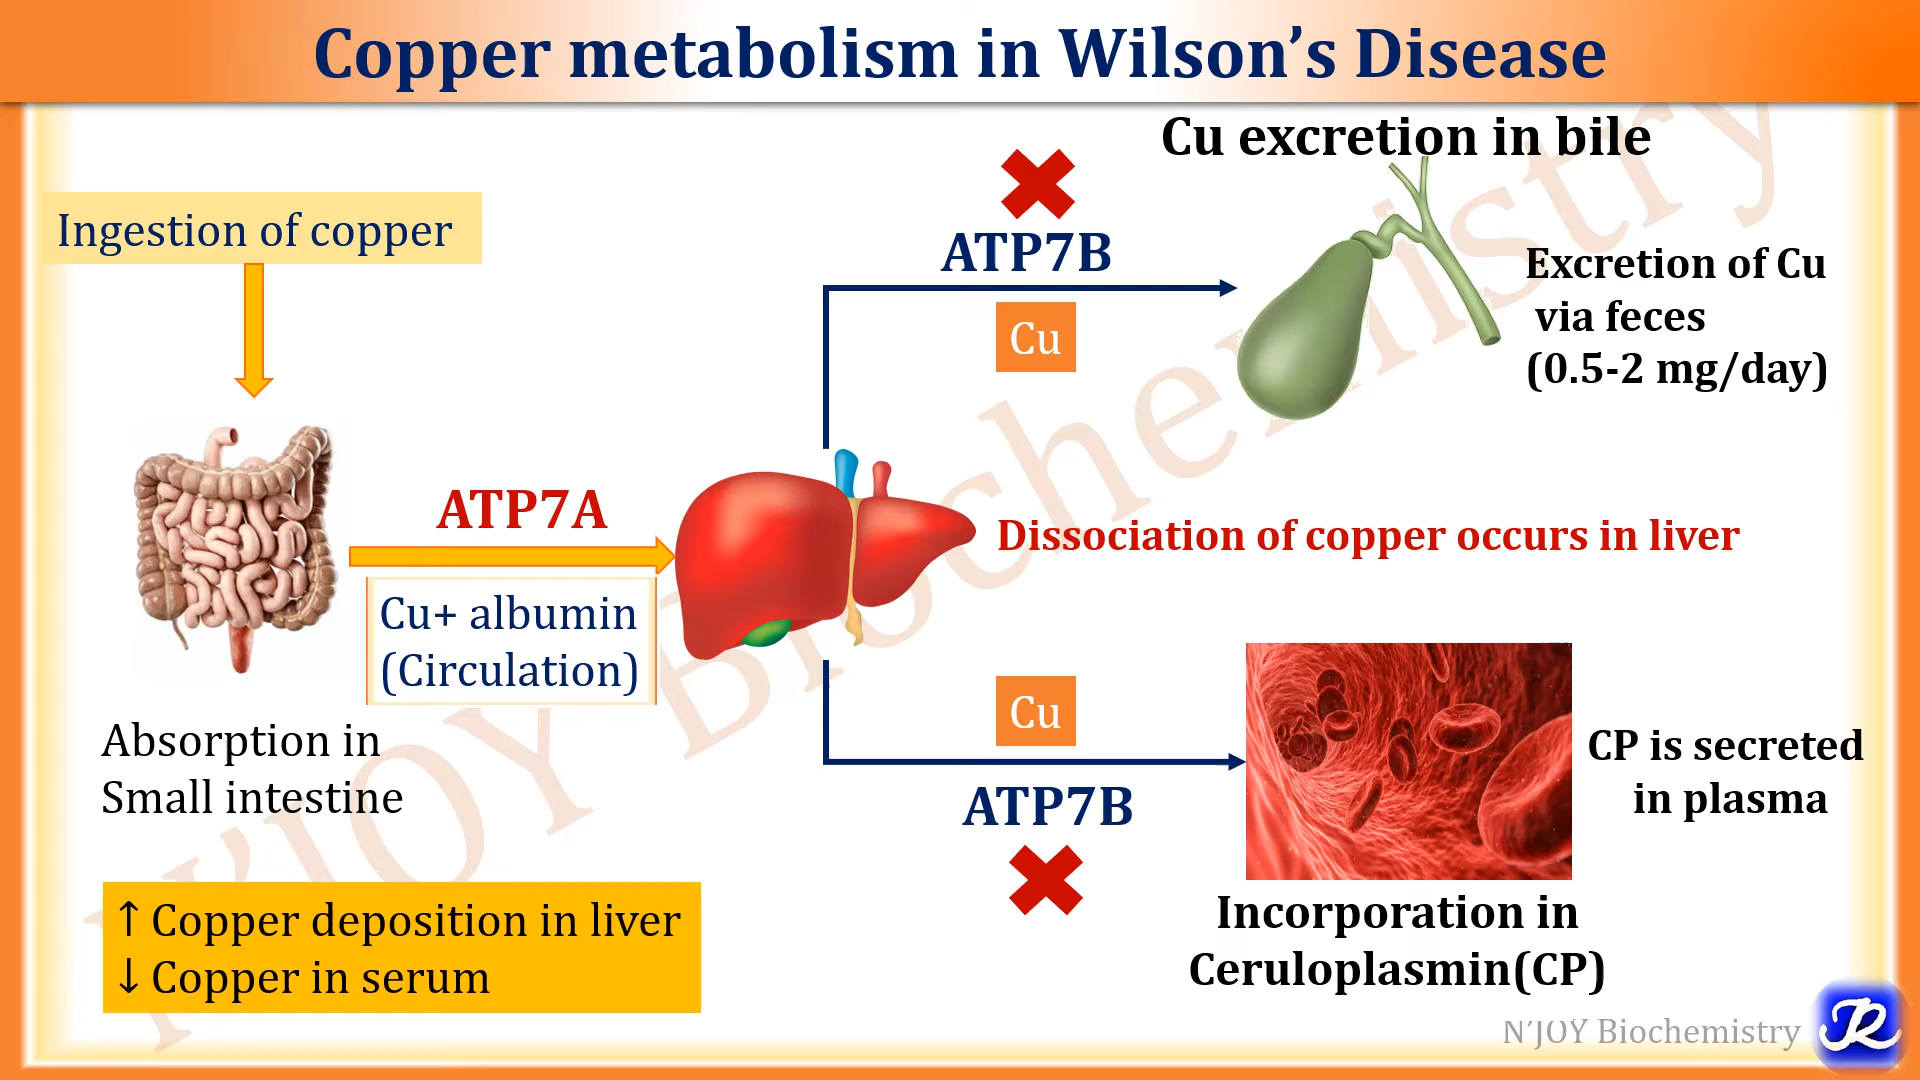 Copper metabolism in Wilson’s Disease
Cu excretion in bile
Ingestion of copper
ATP7B
Cu
Excretion of Cu
via feces
(0.5-2 mg/day)
ATP7A
Cu+ albumin
(Circulation)
Dissociation of copper occurs in liver
Absorption in
Small intestine
Cu
ATP7B
CP is secreted
in plasma
Incorporation in
Ceruloplasmin(CP)
↑ Copper deposition in liver
↓ Copper in serum
N’JOY Biochemistry
N’JOY Biochemistry